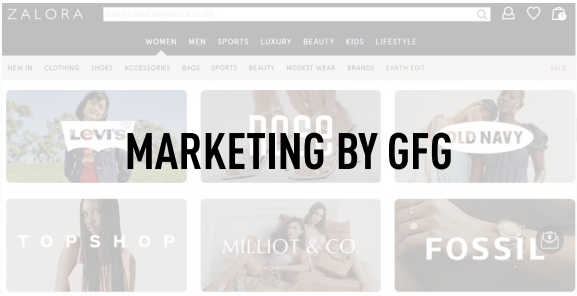 ZALORA
WOMEN MEN SPORTS LUXURY BEAUTY KIDS LIFESTYLE
NEW IN CLOTHING SHOES ACCESSORIES BAGS SPORTS BEAUTY MODEST WEAR BRANDS EARTH EDIT SALE
Levi's
OLD NAVY
MARKETING BY GFG
TOPSHOP
MILLIOT & CO.
FOSSIL